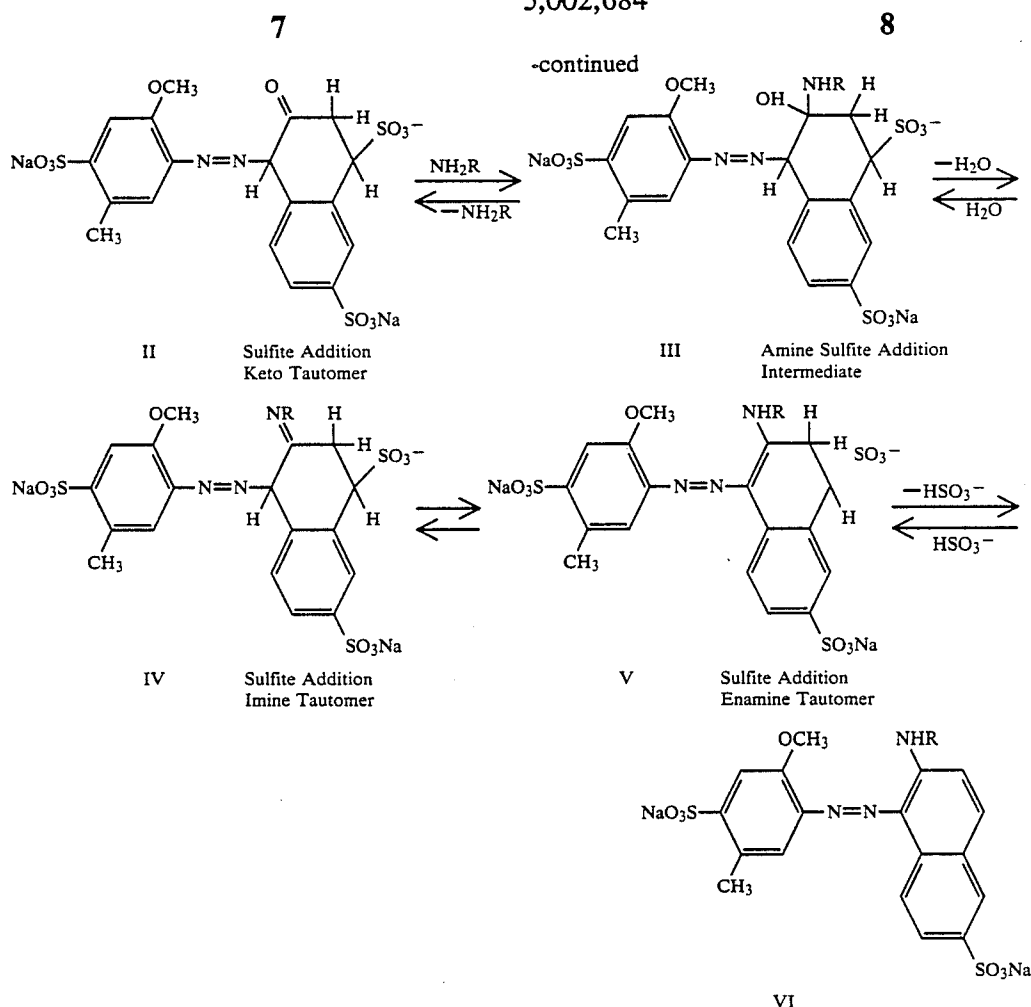 5,002,684
7
8
-continued
O
H
H
OCH3
SO3−
NaO3S
N=N
H
H
CH3
SO3Na
NH2R
−NH2R
OH
NHR
H
H
OCH3
SO3−
NaO3S
N=N
H
H
CH3
SO3Na
−H2O
H2O
II Sulfite Addition
Keto Tautomer
III Amine Sulfite Addition
Intermediate
NR
H
H
OCH3
SO3−
NaO3S
N=N
H
H
CH3
SO3Na
NHR
H
H
OCH3
SO3−
NaO3S
N=N
H
CH3
SO3Na
−HSO3−
HSO3−
IV Sulfite Addition
Imine Tautomer
V Sulfite Addition
Enamine Tautomer
OCH3
NHR
NaO3S
N=N
CH3
SO3Na
VI